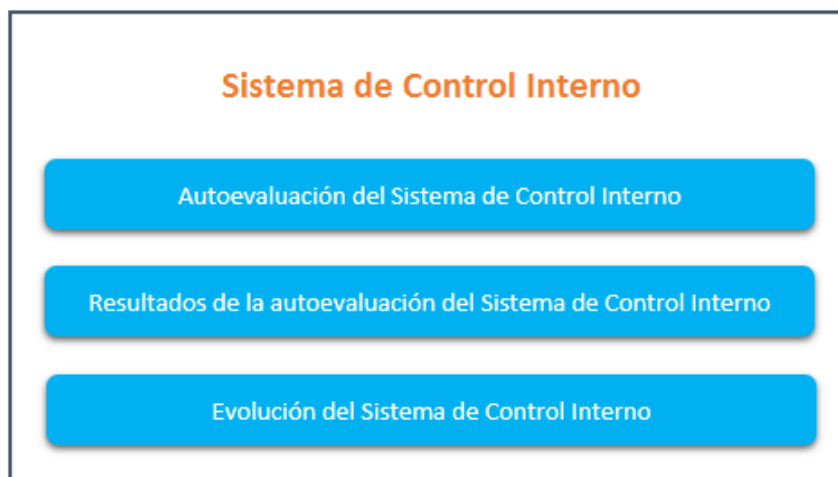 Sistema de Control Interno
Autoevaluación del Sistema de Control Interno
Resultados de la autoevaluación del Sistema de Control Interno
Evolución del Sistema de Control Interno